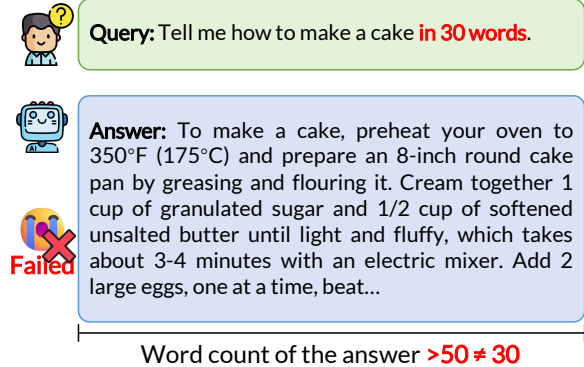 Query: Tell me how to make a cake in 30 words.
Answer: To make a cake, preheat your oven to
350°F (175°C) and prepare an 8-inch round cake
pan by greasing and flouring it. Cream together 1
cup of granulated sugar and 1/2 cup of softened
unsalted butter until light and fluffy, which takes
about 3-4 minutes with an electric mixer. Add 2
large eggs, one at a time, beat...
AI
Failed
Word count of the answer >50 ≠ 30